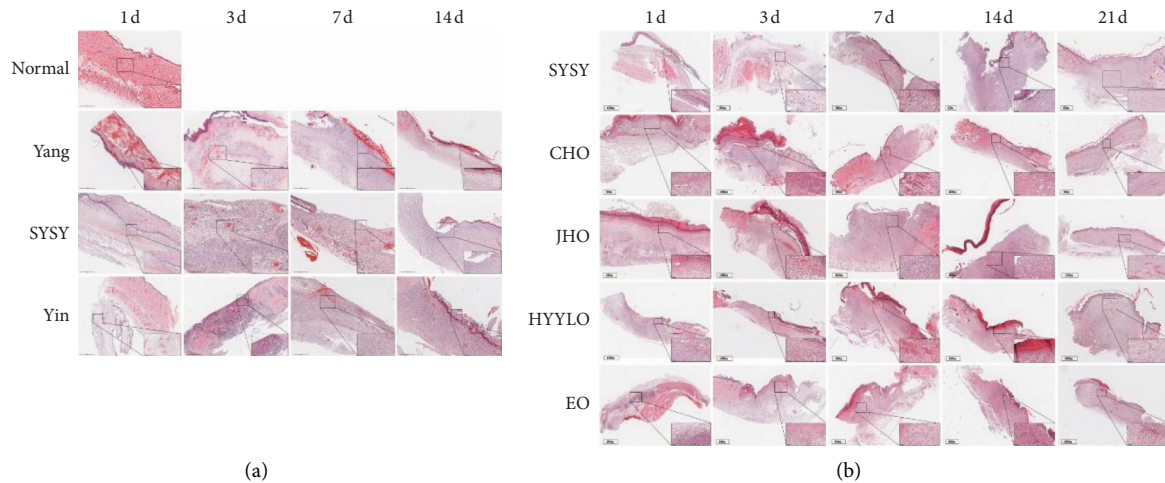 1 d 3 d 7 d 14 d
Normal
Yang
SYSY
Yin
(a)
1 d 3 d 7 d 14 d 21 d
SYSY
CHO
JHO
HYYLO
EO
(b)